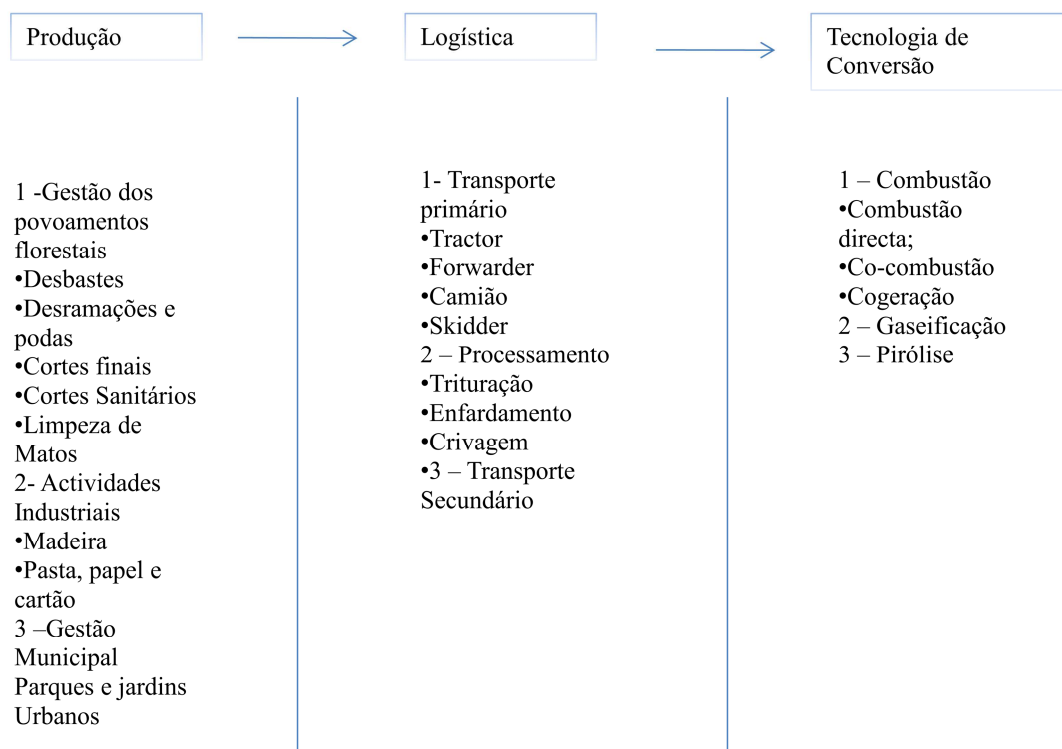 Produção
Logística
Tecnologia de
Conversão
1 -Gestão dos
povoamentos
florestais
•Desbastes
•Desramações e
podas
•Cortes finais
•Cortes Sanitários
•Limpeza de
Matos
2- Actividades
Industriais
•Madeira
•Pasta, papel e
cartão
3 –Gestão
Municipal
Parques e jardins
Urbanos
1- Transporte
primário
•Tractor
•Forwarder
•Camião
•Skidder
2 – Processamento
•Trituração
•Enfardamento
•Crivagem
•3 – Transporte
Secundário
1 – Combustão
•Combustão
directa;
•Co-combustão
•Cogeração
2 – Gaseificação
3 – Pirólise